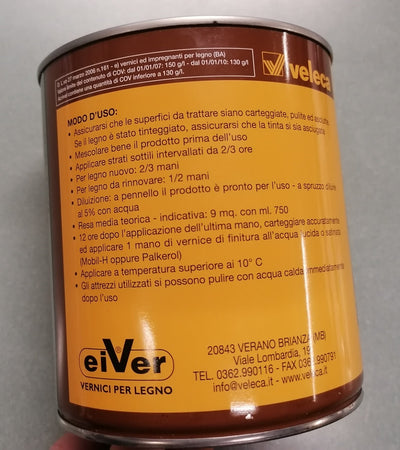 D. L. vo 27 marzo 2006 n.161 - e) vernici ed impregnanti per legno (BA)
Valore limite del contenuto di COV: dal 01/01/07: 150 g/l - dal 01/01/10: 130 g/l
contiene una quantità di COV inferiore a 130 g/l.
veleca
MODO D'USO:
• Assicurarsi che le superfici da trattare siano carteggiate, pulite ed asciutte.
Se il legno è stato tinteggiato, assicurarsi che la tinta si sia asciugata
• Mescolare bene il prodotto prima dell'uso
• Applicare strati sottili intervallati da 2/3 ore
• Per legno nuovo: 2/3 mani
• Per legno da rinnovare: 1/2 mani
• Diluizione: a pennello il prodotto è pronto per l'uso - a spruzzo diluire
al 5% con acqua
• Resa media teorica - indicativa: 9 mq. con ml. 750
• 12 ore dopo l'applicazione dell'ultima mano, carteggiare accuratamente
ed applicare 1 mano di vernice di finitura all'acqua lucida o satinata
(Mobil-H oppure Palkerol)
• Applicare a temperatura superiore ai 10° C
• Gli attrezzi utilizzati si possono pulire con acqua calda immediatamente
dopo l'uso
eiVer
VERNICI PER LEGNO
20843 VERANO BRIANZA (MB)
Viale Lombardia, 19
TEL. 0362.990116 - FAX 0362.990791
info@veleca.it - www.veleca.it